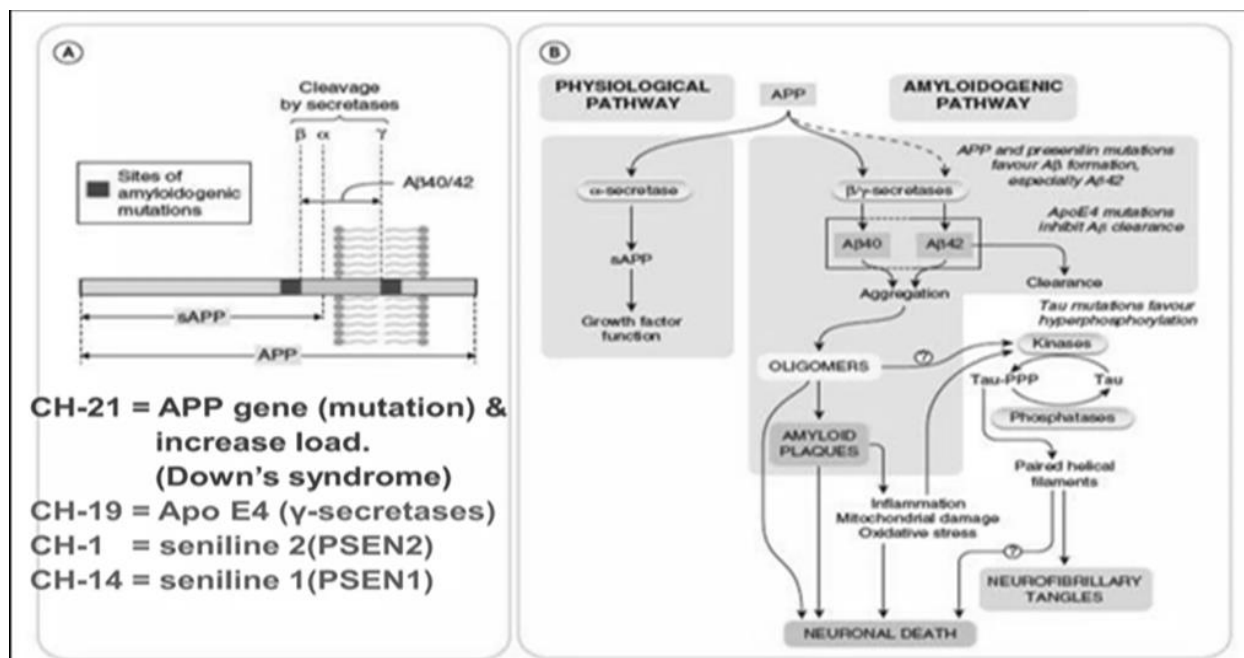 A
Cleavage
by secretases
β α γ
Sites of
amyloidogenic
mutations
Aβ40/42
sAPP
APP
CH-21 = APP gene (mutation) &
increase load.
(Down's syndrome)
CH-19 = Apo E4 (γ-secretases)
CH-1 = seniline 2(PSEN2)
CH-14 = seniline 1(PSEN1)
B
PHYSIOLOGICAL
PATHWAY
APP
AMYLOIDOGENIC
PATHWAY
α-secretase
sAPP
Growth factor
function
β/γ-secretases
APP and presenilin mutations
favour Aβ formation,
especially Aβ42
ApoE4 mutations
inhibit Aβ clearance
Aβ40
Aβ42
Clearance
Aggregation
Tau mutations favour
hyperphosphorylation
OLIGOMERS
?
Kinases
Tau-PPP
Tau
Phosphatases
AMYLOID
PLAQUES
Paired helical
filaments
Inflammation
Mitochondrial damage
Oxidative stress
?
NEUROFIBRILLARY
TANGLES
NEURONAL DEATH